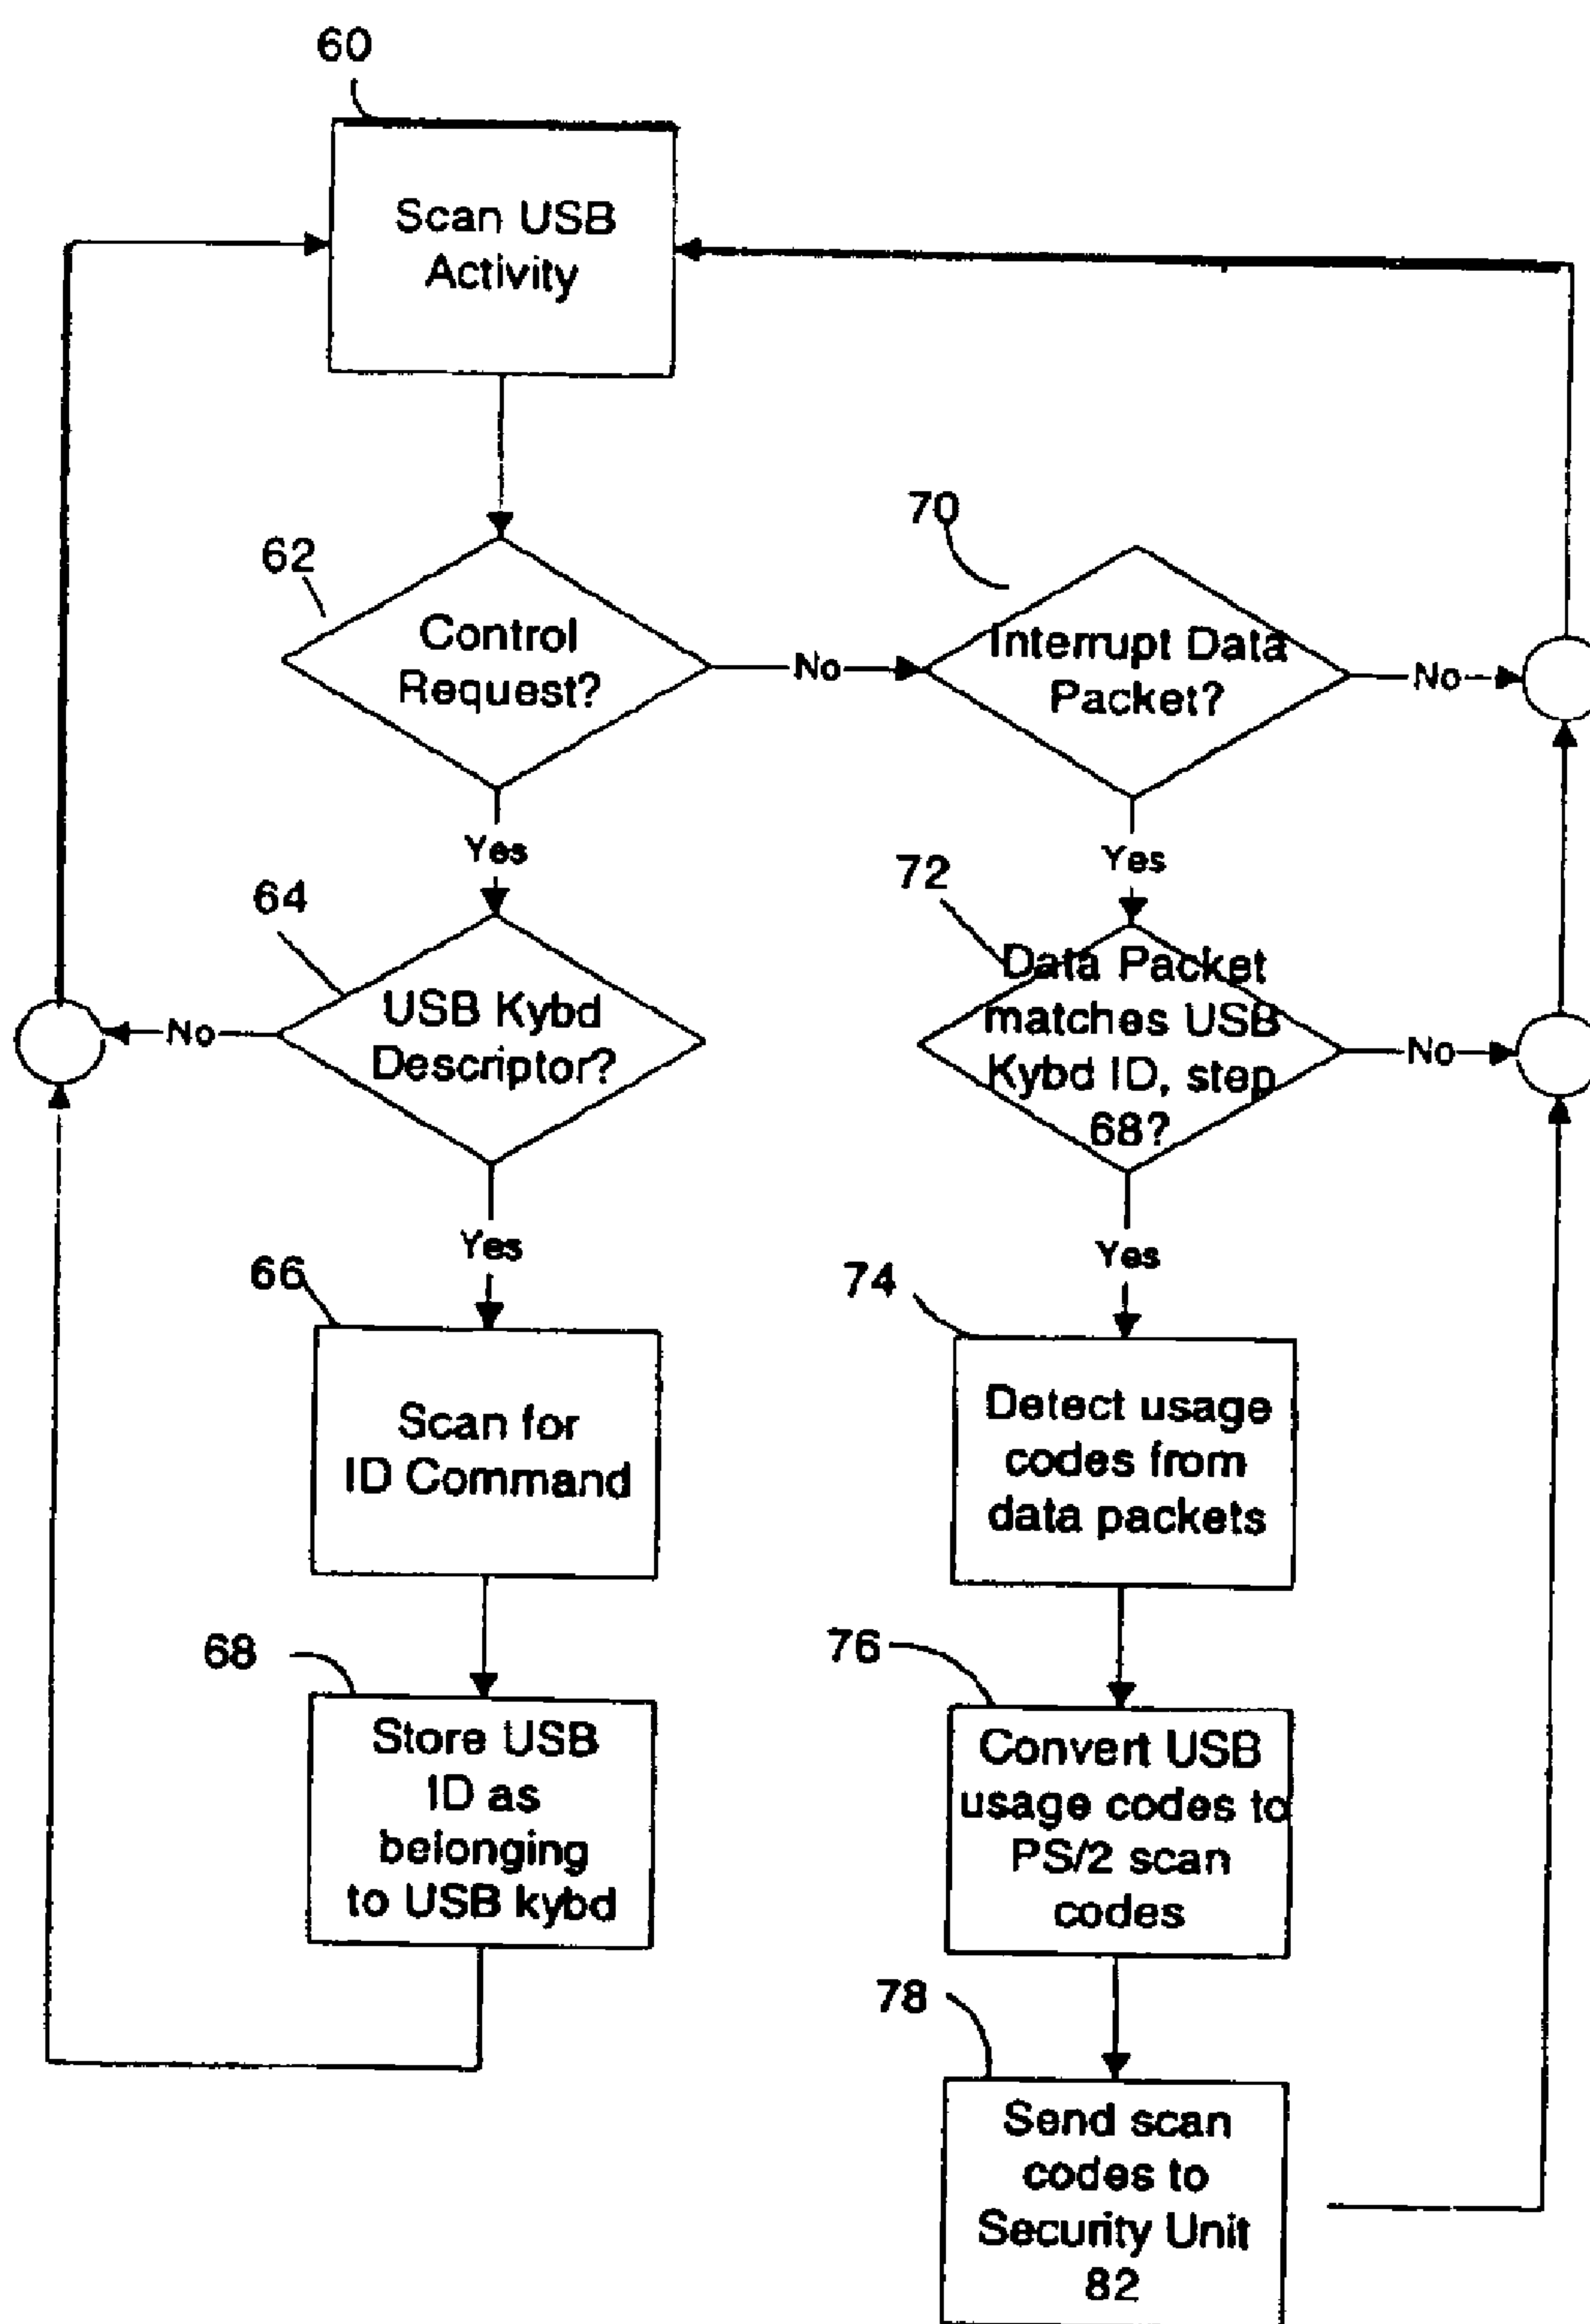 60
Scan USB
Activity
62
Control
Request?
No
70
Interrupt Data
Packet?
No
Yes
Yes
64
USB Kybd
Descriptor?
No
72
Data Packet
matches USB
Kybd ID, step
68?
No
Yes
Yes
66
Scan for
ID Command
74
Detect usage
codes from
data packets
68
Store USB
ID as
belonging
to USB kybd
76
Convert USB
usage codes to
PS/2 scan
codes
78
Send scan
codes to
Security Unit
82